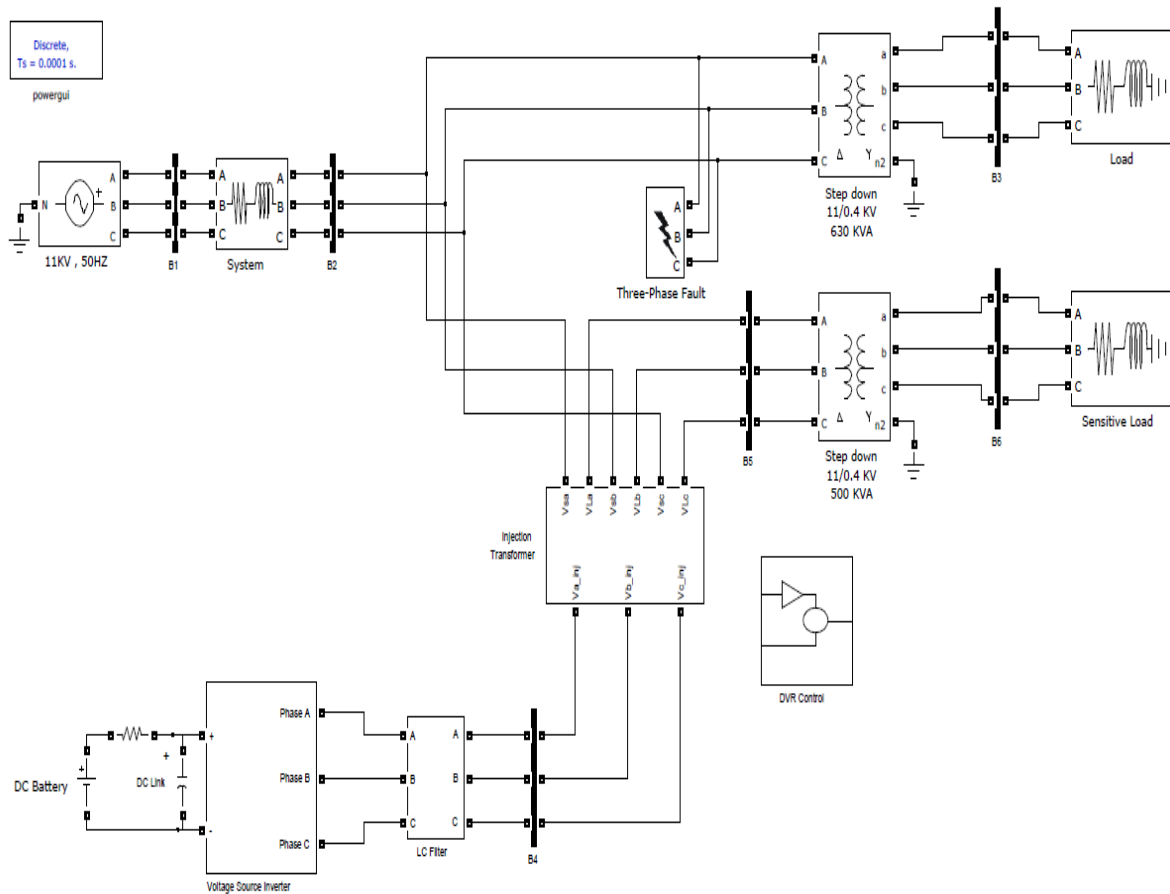 Discrete,
Ts = 0.0001 s.
powergui
N
+
A
B
C
11KV , 50HZ
B1
A
B
C
A
B
C
System
B2
A
B
C
Three-Phase Fault
A
B
C
a
b
c
n2
Δ
Y
Step down
11/0.4 KV
630 KVA
B3
A
B
C
Load
B5
A
B
C
a
b
c
n2
Δ
Y
Step down
11/0.4 KV
500 KVA
B6
A
B
C
Sensitive Load
Injection
Transformer
Vsa
VLa
Vsb
VLb
Vsc
VLc
Va_inj
Vb_inj
Vc_inj
DVR Control
DC Battery
+
+
DC Link
+
-
Phase A
Phase B
Phase C
Voltage Source Inverter
A
B
C
A
B
C
LC Filter
B4